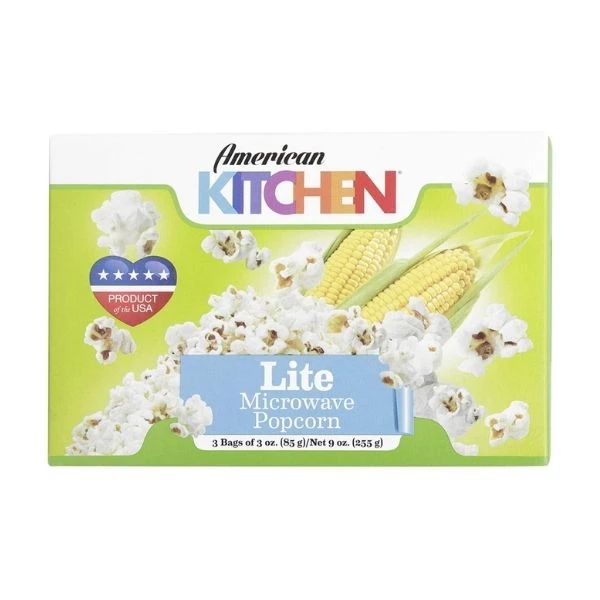 American
KITCHEN®
PRODUCT
of the USA
Lite
Microwave
Popcorn
3 Bags of 3 oz. (85 g)/Net 9 oz. (255 g)